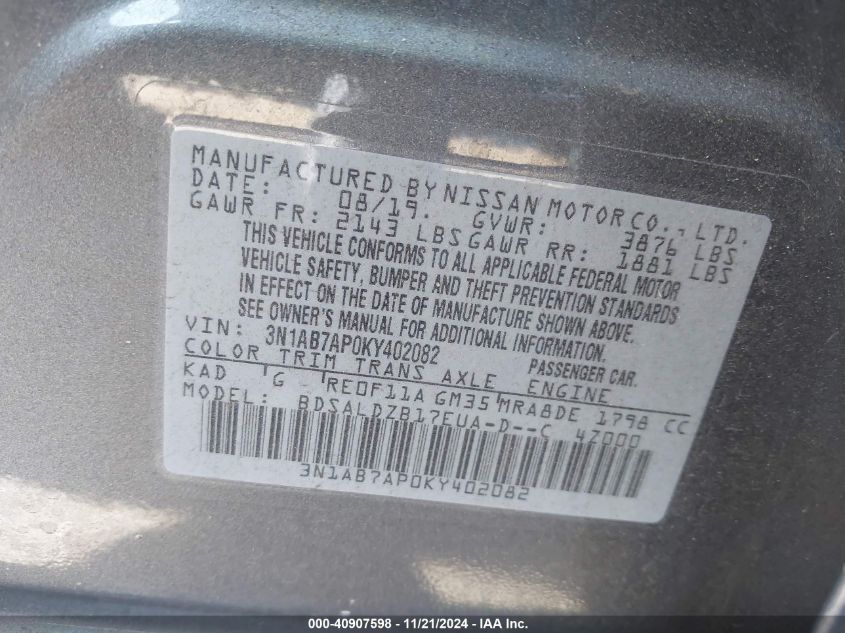 MANUFACTURED BY NISSAN MOTOR CO., LTD.
DATE: 08/19. GVWR: 3876 LBS
GAWR FR: 2143 LBS GAWR RR: 1881 LBS
THIS VEHICLE CONFORMS TO ALL APPLICABLE FEDERAL MOTOR
VEHICLE SAFETY, BUMPER AND THEFT PREVENTION STANDARDS
IN EFFECT ON THE DATE OF MANUFACTURE SHOWN ABOVE.
SEE OWNER'S MANUAL FOR ADDITIONAL INFORMATION.
VIN: 3N1AB7AP0KY402082 PASSENGER CAR.
COLOR TRIM TRANS AXLE ENGINE
KAD G RE0F11A GM35 MRA8DE 1798 CC
MODEL: BDSALDZB17EUA-D--C 4Z000
3N1AB7AP0KY402082
000-40907598 - 11/21/2024 - IAA Inc.